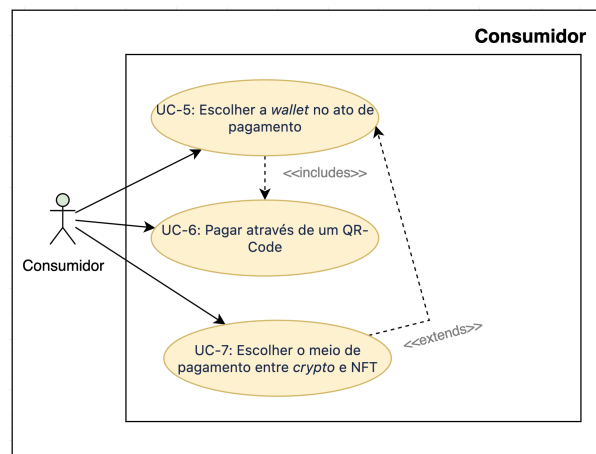 Consumidor
UC-5: Escolher a wallet no ato de
pagamento
<<includes>>
UC-6: Pagar através de um QR-
Code
Consumidor
<<extends>>
UC-7: Escolher o meio de
pagamento entre crypto e NFT